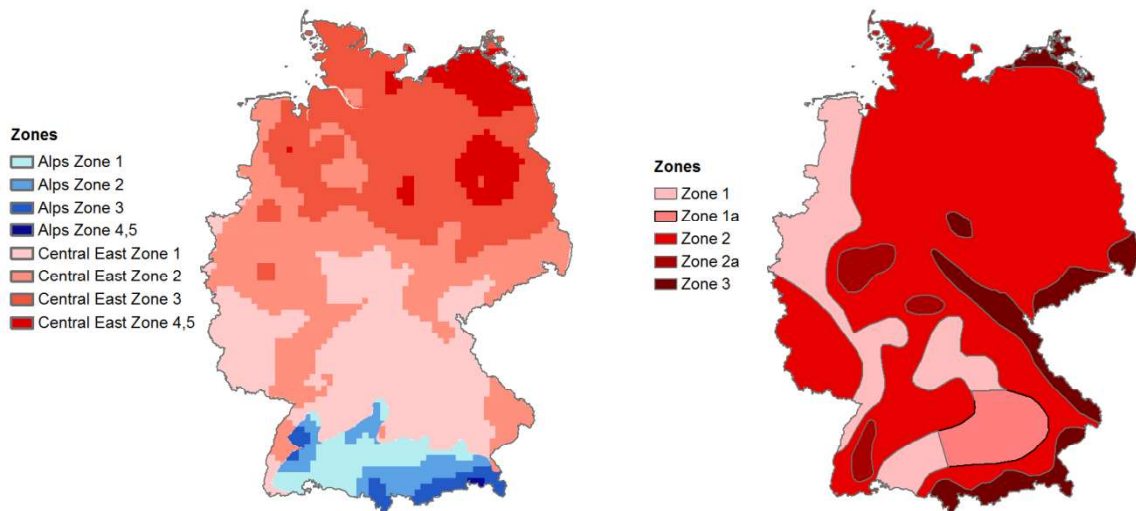 Zones
Alps Zone 1
Alps Zone 2
Alps Zone 3
Alps Zone 4,5
Central East Zone 1
Central East Zone 2
Central East Zone 3
Central East Zone 4,5
Zones
Zone 1
Zone 1a
Zone 2
Zone 2a
Zone 3